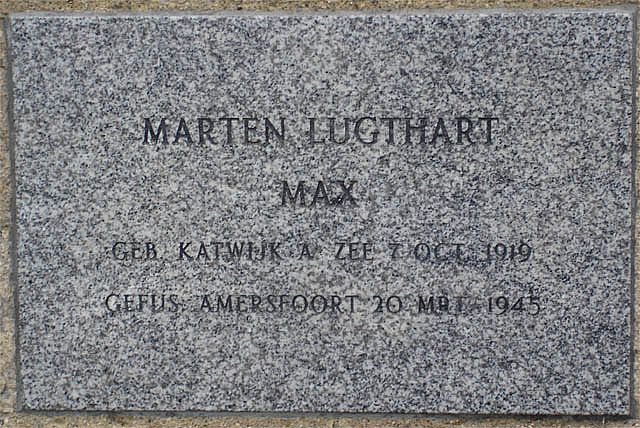 MARTEN LUGTHART
MAX
GEB. KATWIJK A. ZEE 7 OCT. 1919
GEFUS. AMERSFOORT 20 MRT. 1945